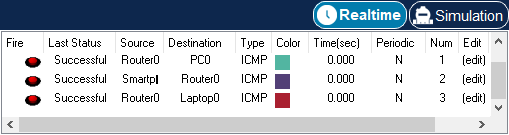 Realtime Simulation
Fire Last Status Source Destination Type Color Time(sec) Periodic Num Edit
Successful Router0 PC0 ICMP 0.000 N 1 (edit)
Successful Smartpl Router0 ICMP 0.000 N 2 (edit)
Successful Router0 Laptop0 ICMP 0.000 N 3 (edit)